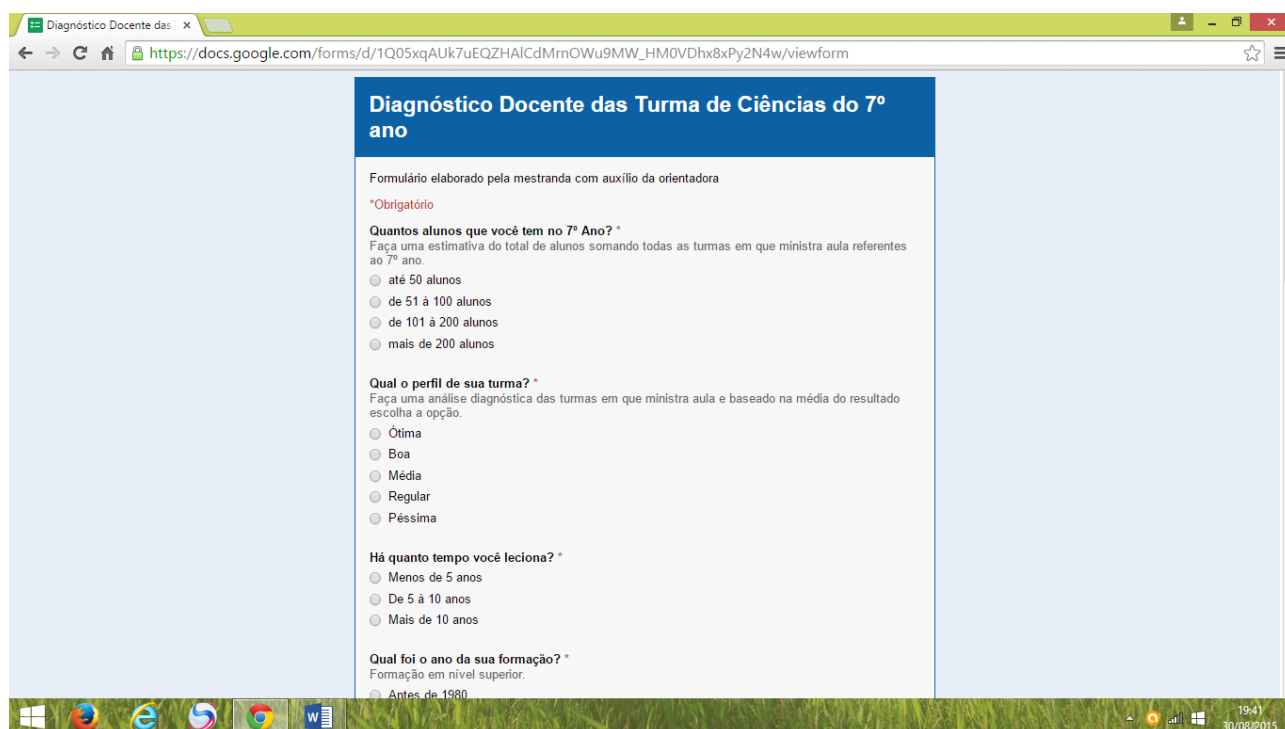 Diagnóstico Docente das
https://docs.google.com/forms/d/1Q05xqAUk7uEQZHAlCdMrnOWu9MW_HM0VDhx8xPy2N4w/viewform
Diagnóstico Docente das Turma de Ciências do 7º
ano
Formulário elaborado pela mestranda com auxílio da orientadora
*Obrigatório
Quantos alunos que você tem no 7º Ano? *
Faça uma estimativa do total de alunos somando todas as turmas em que ministra aula referentes
ao 7º ano.
até 50 alunos
de 51 à 100 alunos
de 101 à 200 alunos
mais de 200 alunos
Qual o perfil de sua turma? *
Faça uma análise diagnóstica das turmas em que ministra aula e baseado na média do resultado
escolha a opção.
Ótima
Boa
Média
Regular
Péssima
Há quanto tempo você leciona? *
Menos de 5 anos
De 5 à 10 anos
Mais de 10 anos
Qual foi o ano da sua formação? *
Formação em nível superior.
Antes de 1980
19:41
30/08/2015